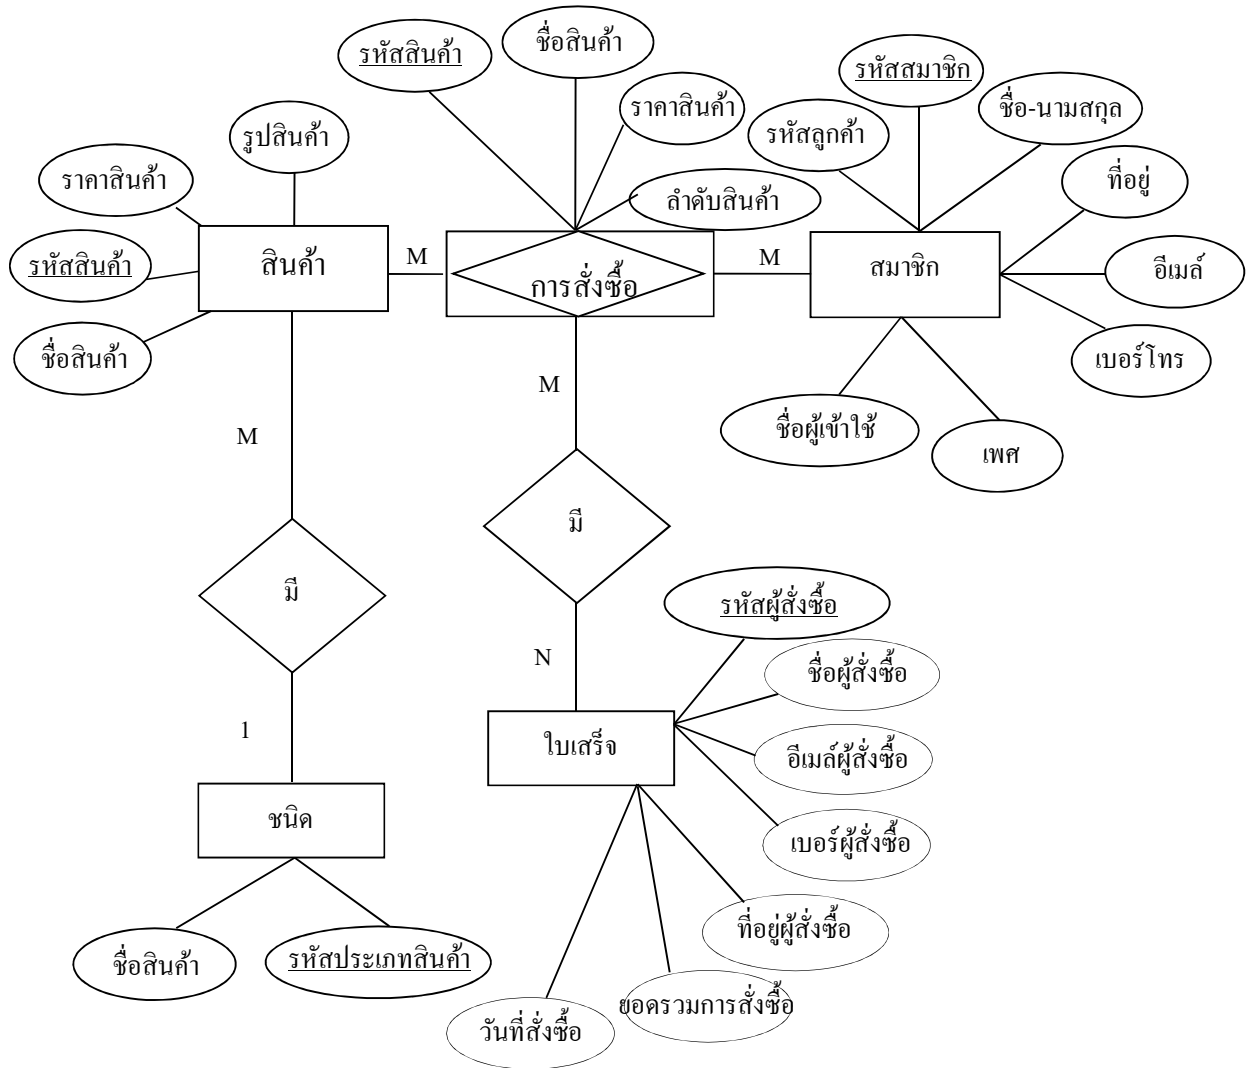 รหัสสินค้า
ชื่อสินค้า
ราคาสินค้า
ลำดับสินค้า
รหัสสมาชิก
ชื่อ-นามสกุล
รหัสลูกค้า
ที่อยู่
อีเมล์
เบอร์โทร
รูปสินค้า
ราคาสินค้า
รหัสสินค้า
ชื่อสินค้า
สินค้า
M
การสั่งซื้อ
M
สมาชิก
ชื่อผู้เข้าใช้
เพศ
M
M
มี
มี
N
1
รหัสผู้สั่งซื้อ
ชื่อผู้สั่งซื้อ
อีเมล์ผู้สั่งซื้อ
เบอร์ผู้สั่งซื้อ
ที่อยู่ผู้สั่งซื้อ
ยอดรวมการสั่งซื้อ
วันที่สั่งซื้อ
ใบเสร็จ
ชนิด
ชื่อสินค้า
รหัสประเภทสินค้า